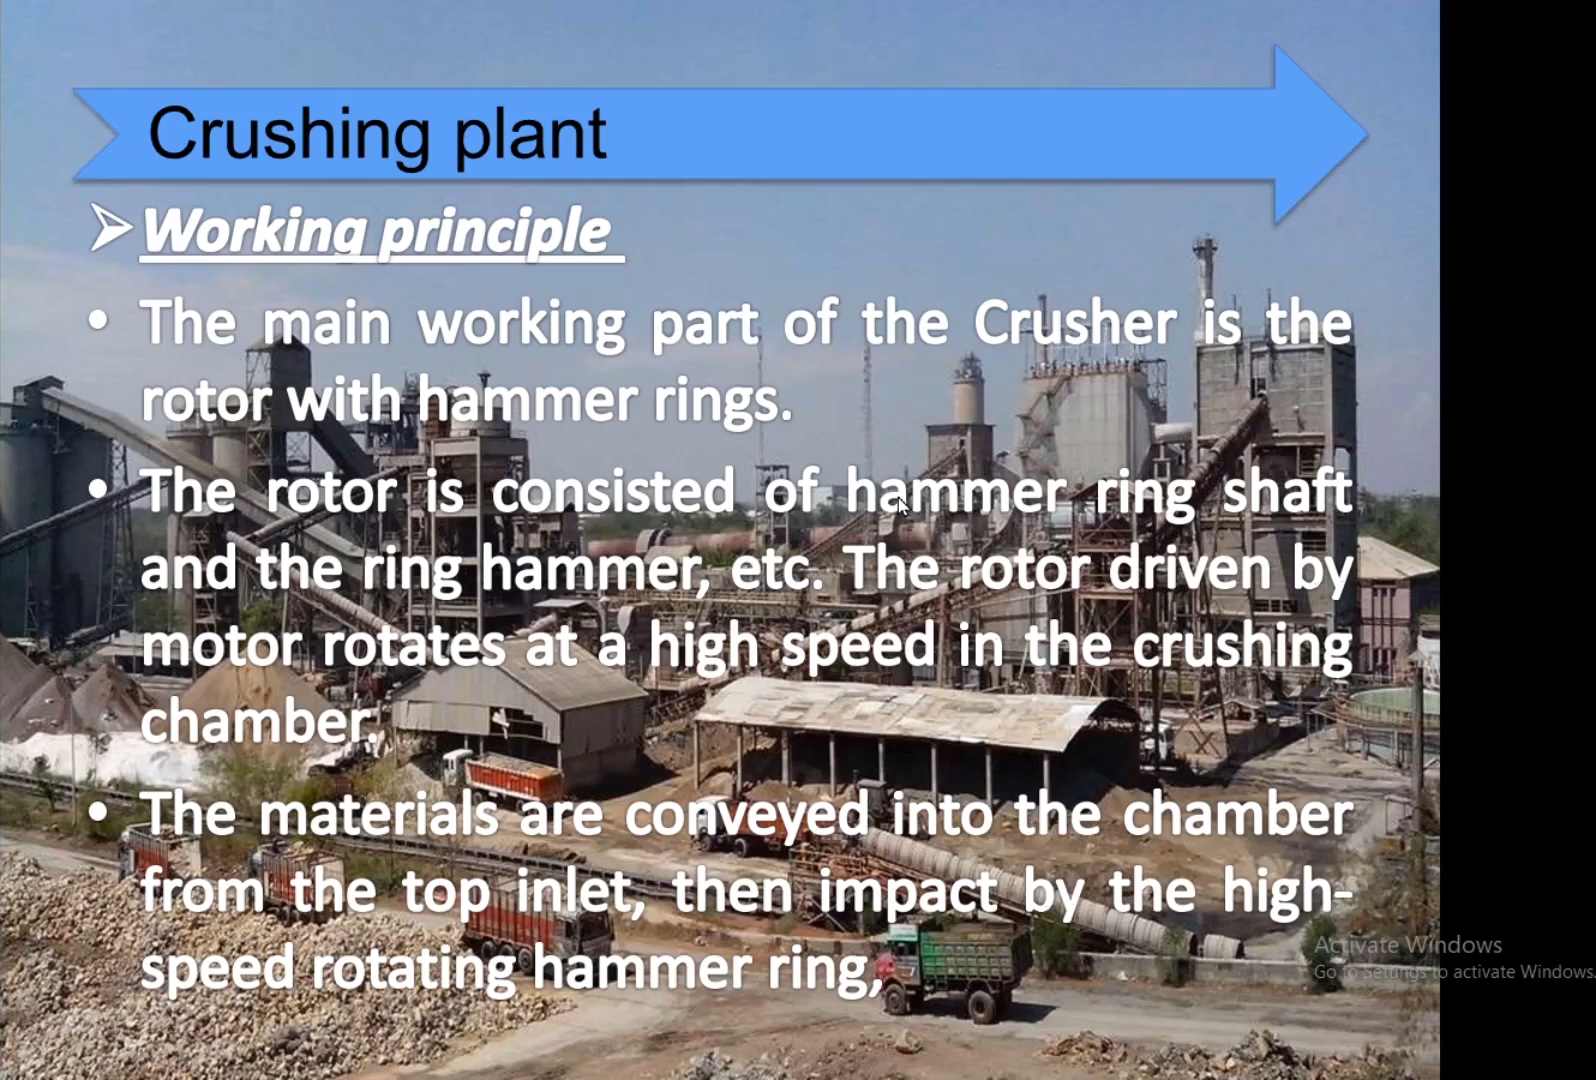 Crushing plant
Working principle
• The main working part of the Crusher is the
rotor with hammer rings.
• The rotor is consisted of hammer ring shaft
and the ring hammer, etc. The rotor driven by
motor rotates at a high speed in the crushing
chamber.
• The materials are conveyed into the chamber
from the top inlet, then impact by the high-
speed rotating hammer ring,
Activate Windows
Go to Settings to activate Windows.